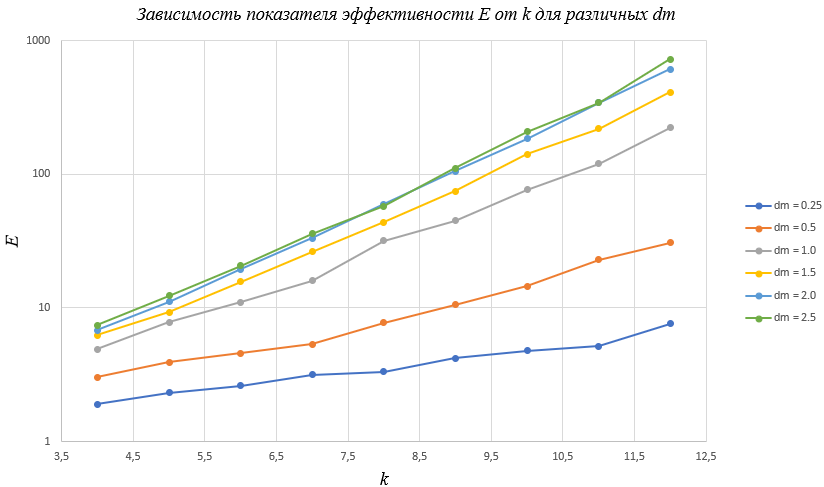 Зависимость показателя эффективности E от k для различных dm
1000
100
10
1
E
3,5 4,5 5,5 6,5 7,5 8,5 9,5 10,5 11,5 12,5
k
dm = 0.25
dm = 0.5
dm = 1.0
dm = 1.5
dm = 2.0
dm = 2.5